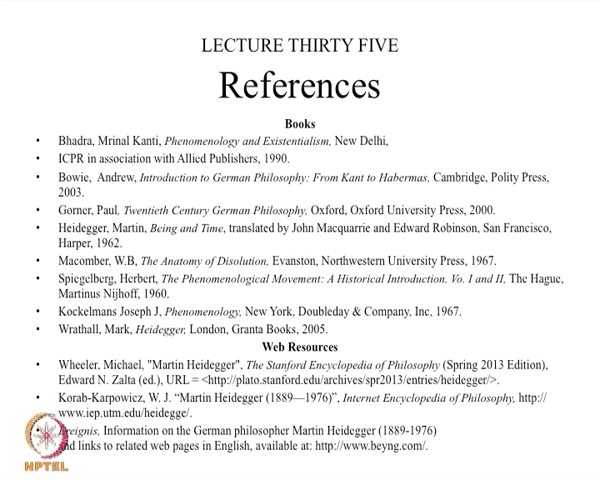 LECTURE THIRTY FIVE
References
Books
• Bhadra, Mrinal Kanti, Phenomenology and Existentialism, New Delhi,
• ICPR in association with Allied Publishers, 1990.
• Bowie, Andrew, Introduction to German Philosophy: From Kant to Habermas, Cambridge, Polity Press,
2003.
• Gorner, Paul, Twentieth Century German Philosophy, Oxford, Oxford University Press, 2000.
• Heidegger, Martin, Being and Time, translated by John Macquarrie and Edward Robinson, San Francisco,
Harper, 1962.
• Macomber, W.B, The Anatomy of Disolution, Evanston, Northwestern University Press, 1967.
• Spiegelberg, Herbert, The Phenomenological Movement: A Historical Introduction. Vo. I and II, The Hague,
Martinus Nijhoff, 1960.
• Kockelmans Joseph J, Phenomenology, New York, Doubleday & Company, Inc, 1967.
• Wrathall, Mark, Heidegger, London, Granta Books, 2005.
Web Resources
• Wheeler, Michael, "Martin Heidegger", The Stanford Encyclopedia of Philosophy (Spring 2013 Edition),
Edward N. Zalta (ed.), URL = <http://plato.stanford.edu/archives/spr2013/entries/heidegger/>.
• Korab-Karpowicz, W. J. “Martin Heidegger (1889—1976)”, Internet Encyclopedia of Philosophy, http://
www.iep.utm.edu/heidegge/.
Ereignis, Information on the German philosopher Martin Heidegger (1889-1976)
and links to related web pages in English, available at: http://www.beyng.com/.
NPTEL